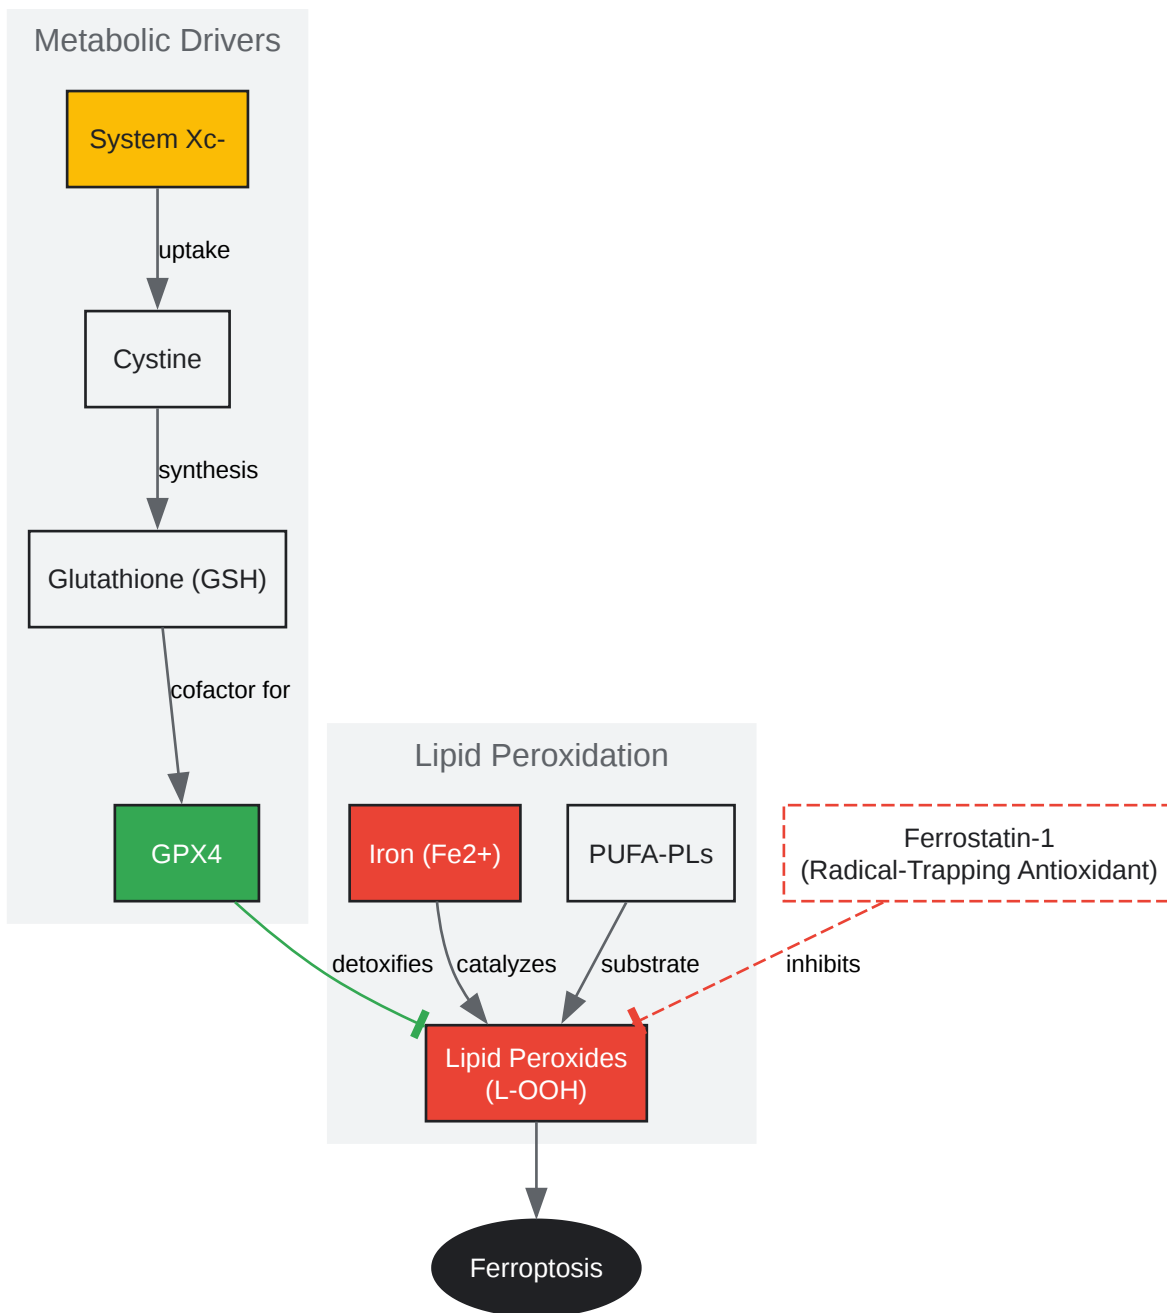 Metabolic Drivers
System Xc-
uptake
Cystine
synthesis
Glutathione (GSH)
cofactor for
GPX4
Lipid Peroxidation
Iron (Fe2+)
PUFA-PLs
Ferrostatin-1
(Radical-Trapping Antioxidant)
detoxifies
catalyzes
substrate
inhibits
Lipid Peroxides
(L-OOH)
Ferroptosis